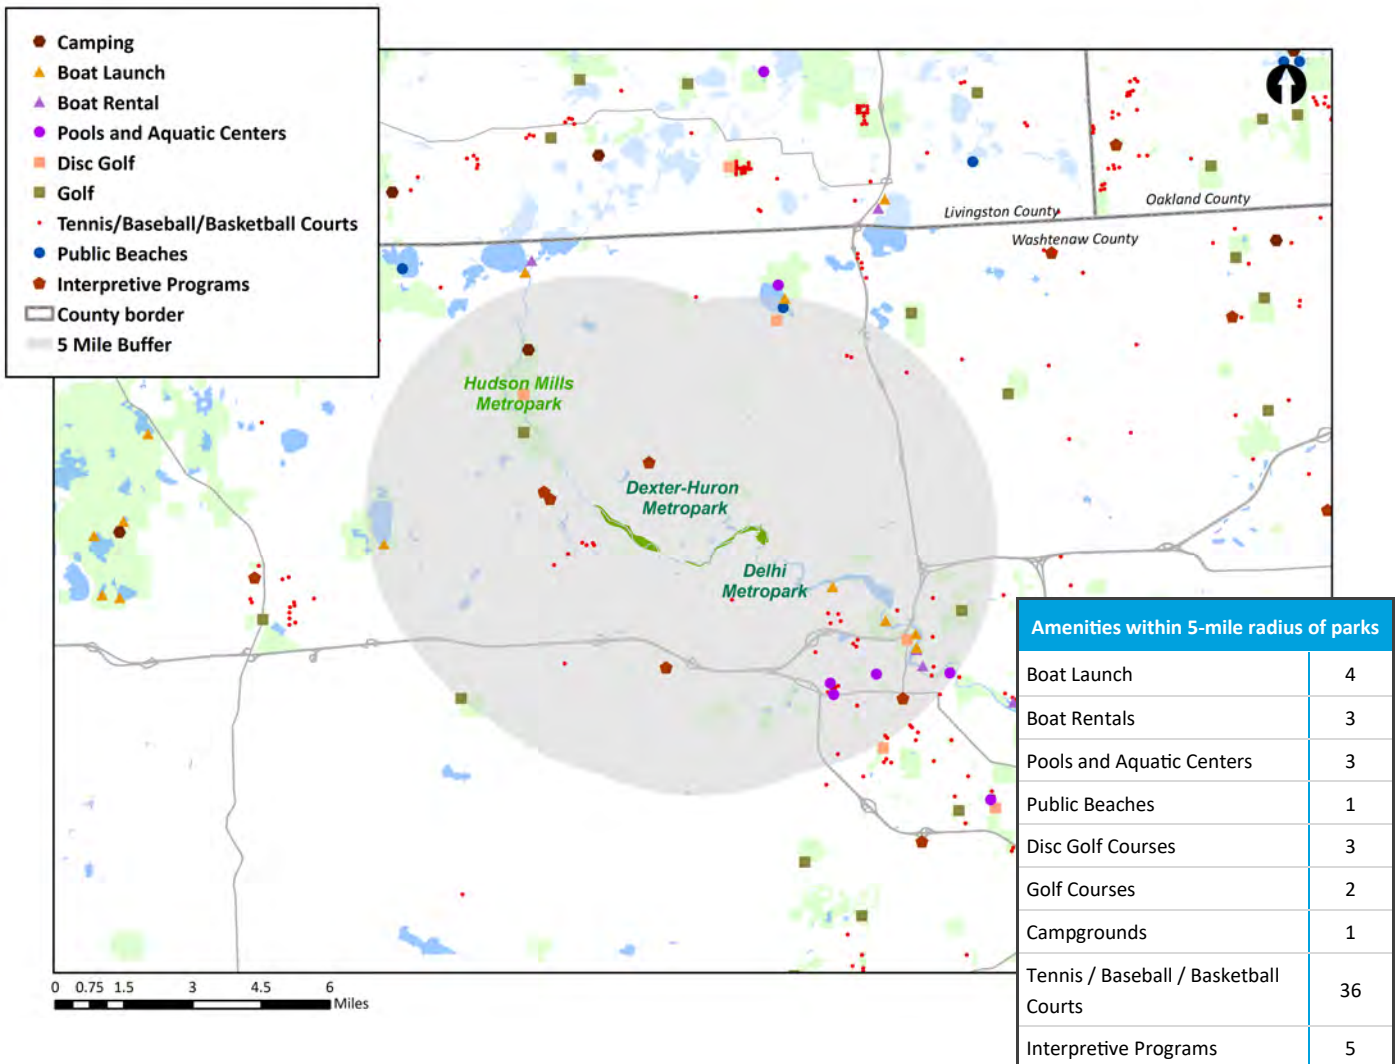 Camping
Boat Launch
Boat Rental
Pools and Aquatic Centers
Disc Golf
Golf
Tennis/Baseball/Basketball Courts
Public Beaches
Interpretive Programs
County border
5 Mile Buffer
Livingston County
Oakland County
Washtenaw County
Hudson Mills
Metropark
Dexter-Huron
Metropark
Delhi
Metropark
Amenities within 5-mile radius of parks
Boat Launch 4
Boat Rentals 3
Pools and Aquatic Centers 3
Public Beaches 1
Disc Golf Courses 3
Golf Courses 2
Campgrounds 1
Tennis / Baseball / Basketball
Courts 36
Interpretive Programs 5
0 0.75 1.5 3 4.5 6
Miles